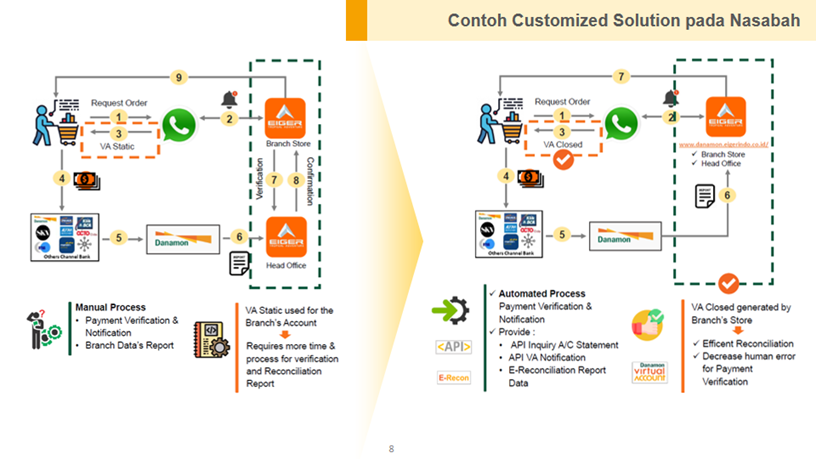 Contoh Customized Solution pada Nasabah
9
Request Order
1
3
VA Static
2
EIGER
Branch Store
Verification
7
8
Confirmation
4
5
Danamon
6
REPORT
EIGER
Head Office
Others Channel Bank
Manual Process
• Payment Verification &
Notification
• Branch Data's Report
VA Static used for the
Branch's Account
Requires more time &
process for verification
and Reconciliation
Report
7
Request Order
1
3
VA Closed
2
EIGER
www.danamon.eigerindo.co.id/
✓ Branch Store
✓ Head Office
4
REPORT
6
5
Danamon
Others Channel Bank
✓ Automated Process
Payment Verification &
Notification
✓ Provide :
• API Inquiry A/C Statement
• API VA Notification
• E-Reconciliation Report
Data
<API>
E-Recon
Danamon
virtual
ACCOUNT
VA Closed generated by
Branch's Store
✓ Efficent Reconciliation
✓ Decrease human error
for Payment
Verification
8